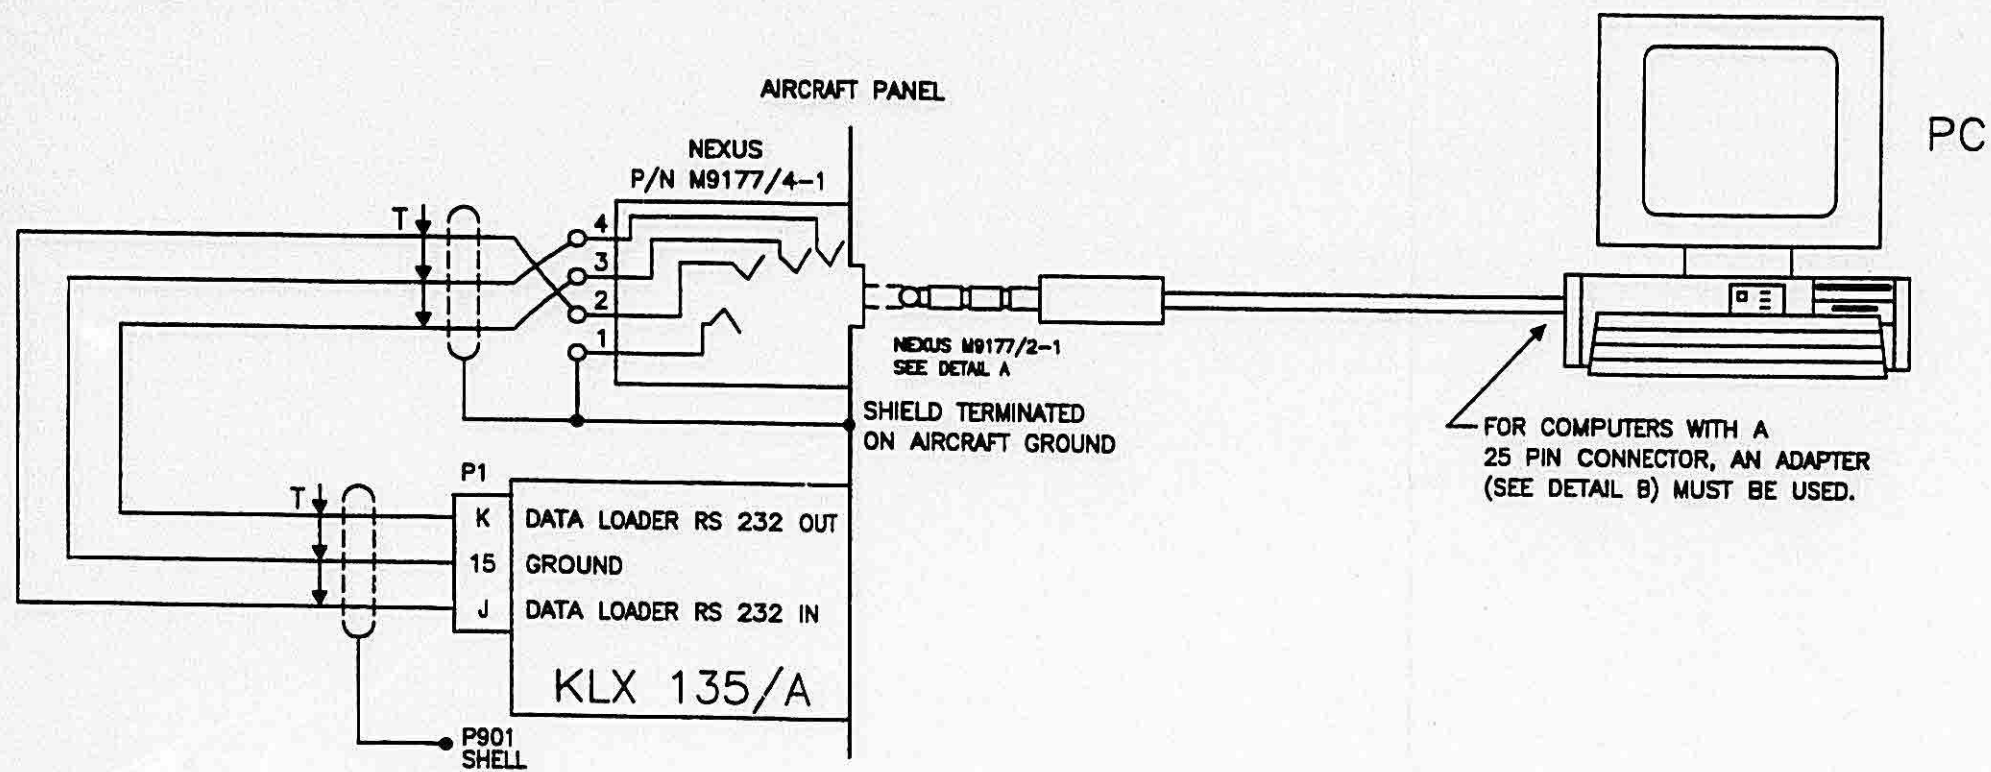 AIRCRAFT PANEL
PC
NEXUS
P/N M9177/4-1
T
4
3
2
1
NEXUS M9177/2-1
SEE DETAIL A
SHIELD TERMINATED
ON AIRCRAFT GROUND
FOR COMPUTERS WITH A
25 PIN CONNECTOR, AN ADAPTER
(SEE DETAIL B) MUST BE USED.
P1
T
K DATA LOADER RS 232 OUT
15 GROUND
J DATA LOADER RS 232 IN
KLX 135/A
P901
SHELL